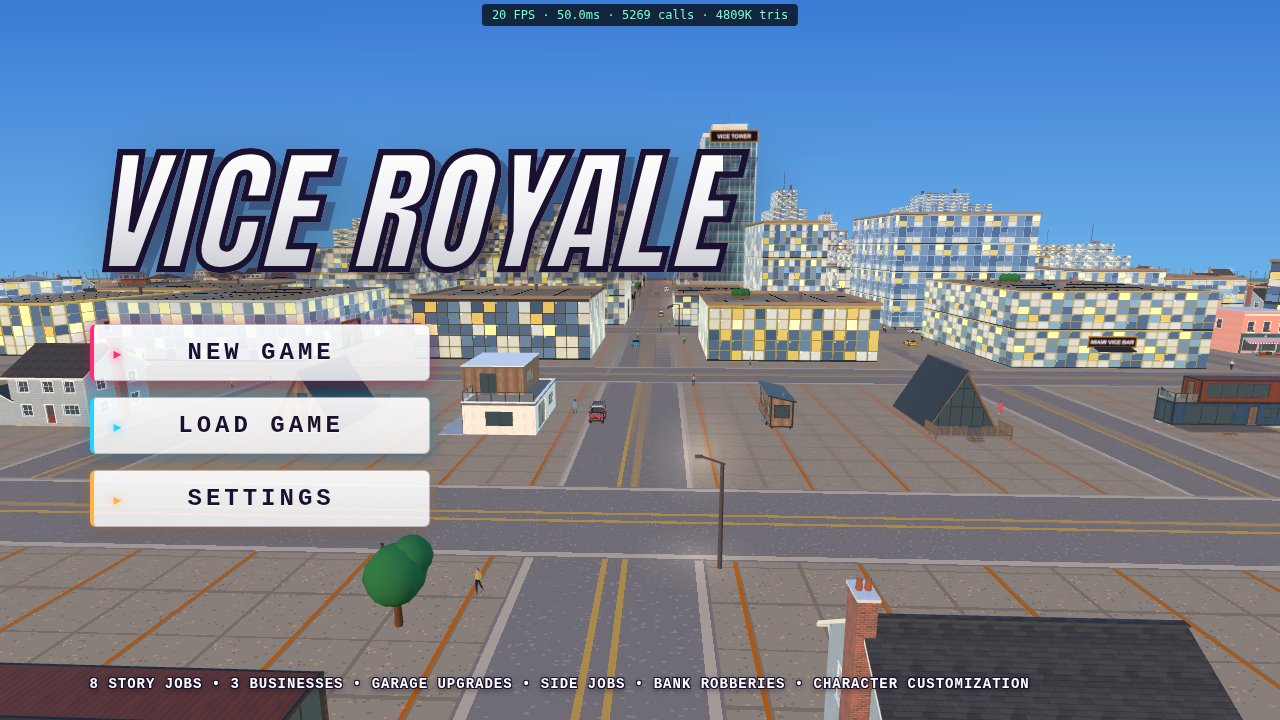 20 FPS · 50.0ms · 5269 calls · 4809K tris
VICE TOWER
VICE ROYALE
MIAMI VICE BAR
NEW GAME
LOAD GAME
SETTINGS
8 STORY JOBS • 3 BUSINESSES • GARAGE UPGRADES • SIDE JOBS • BANK ROBBERIES • CHARACTER CUSTOMIZATION